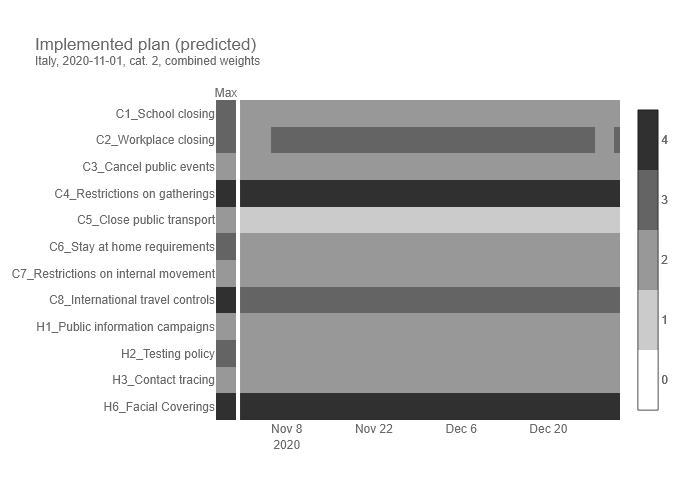 Implemented plan (predicted)
Italy, 2020-11-01, cat. 2, combined weights
Max
C1_School closing
C2_Workplace closing
C3_Cancel public events
C4_Restrictions on gatherings
C5_Close public transport
C6_Stay at home requirements
C7_Restrictions on internal movement
C8_International travel controls
H1_Public information campaigns
H2_Testing policy
H3_Contact tracing
H6_Facial Coverings
Nov 8
2020
Nov 22
Dec 6
Dec 20
4
3
2
1
0